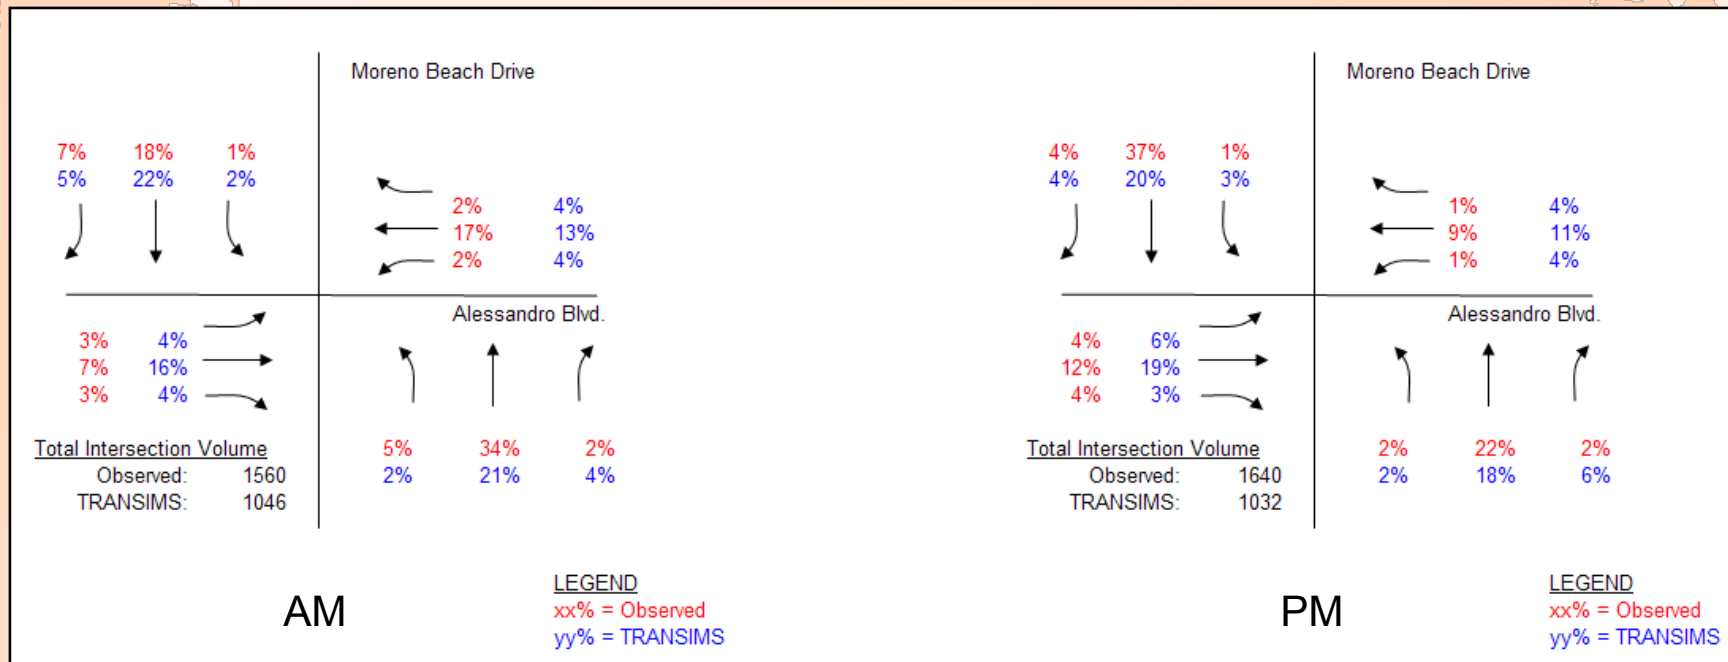 Moreno Beach Drive
7% 18% 1%
5% 22% 2%
2% 4%
17% 13%
2% 4%
Alessandro Blvd.
3% 4%
7% 16%
3% 4%
Total Intersection Volume
Observed: 1560
TRANSIMS: 1046
5% 34% 2%
2% 21% 4%
AM
LEGEND
xx% = Observed
yy% = TRANSIMS
Moreno Beach Drive
4% 37% 1%
4% 20% 3%
1% 4%
9% 11%
1% 4%
Alessandro Blvd.
4% 6%
12% 19%
4% 3%
Total Intersection Volume
Observed: 1640
TRANSIMS: 1032
2% 22% 2%
2% 18% 6%
PM
LEGEND
xx% = Observed
yy% = TRANSIMS